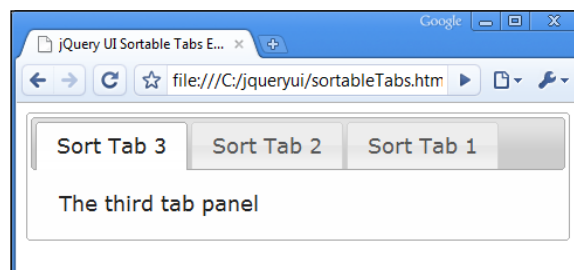 Google
jQuery UI Sortable Tabs E...
file:///C:/jqueryui/sortableTabs.htm
Sort Tab 3 Sort Tab 2 Sort Tab 1
The third tab panel